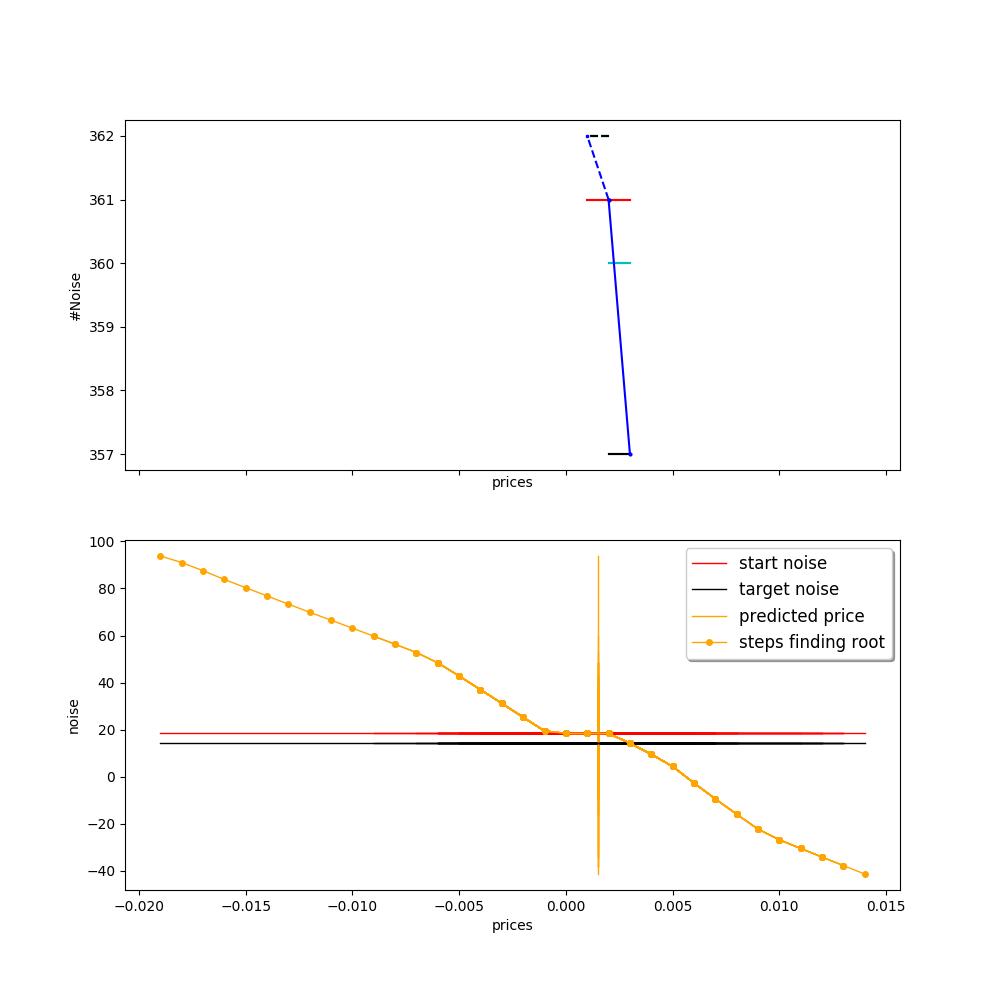 362
361
360
359
358
357
#Noise
prices
100
80
60
40
20
0
−20
−40
noise
start noise
target noise
predicted price
steps finding root
−0.020 −0.015 −0.010 −0.005 0.000 0.005 0.010 0.015
prices